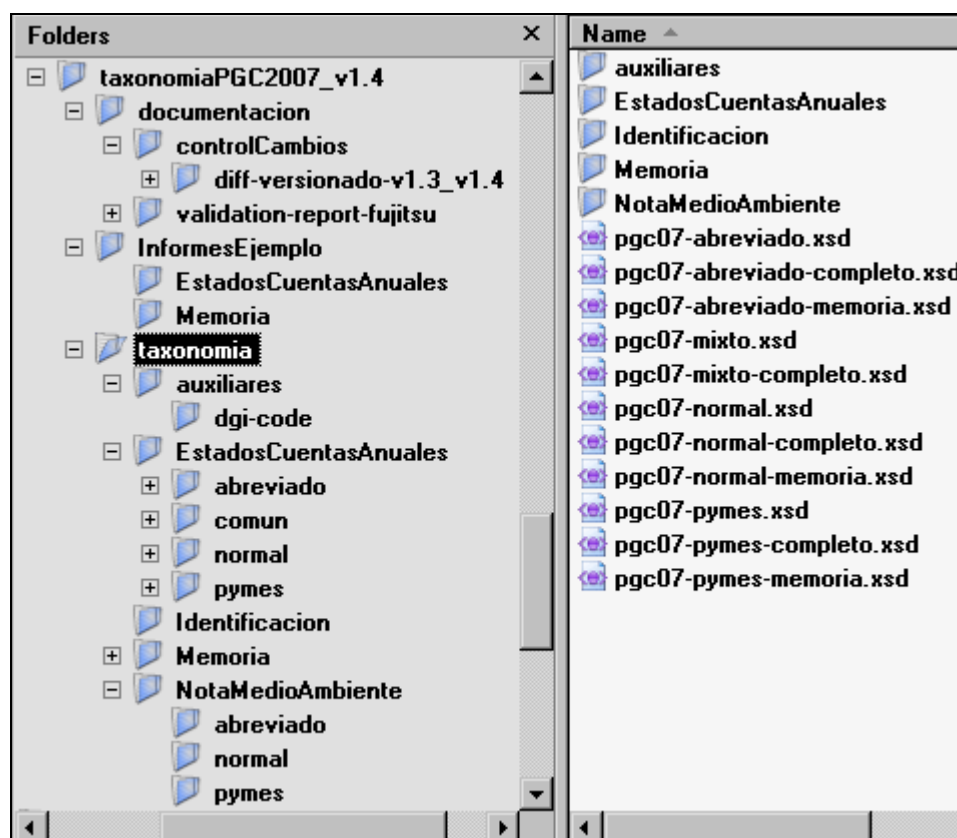 Folders
taxonomiaPGC2007_v1.4
documentacion
controlCambios
diff-versionado-v1.3_v1.4
validation-report-fujitsu
InformesEjemplo
EstadosCuentasAnuales
Memoria
taxonomia
auxiliares
dgi-code
EstadosCuentasAnuales
abreviado
comun
normal
pymes
Identificacion
Memoria
NotaMedioAmbiente
abreviado
normal
pymes
Name
auxiliares
EstadosCuentasAnuales
Identificacion
Memoria
NotaMedioAmbiente
pgc07-abreviado.xsd
pgc07-abreviado-completo.xsd
pgc07-abreviado-memoria.xsd
pgc07-mixto.xsd
pgc07-mixto-completo.xsd
pgc07-normal.xsd
pgc07-normal-completo.xsd
pgc07-normal-memoria.xsd
pgc07-pymes.xsd
pgc07-pymes-completo.xsd
pgc07-pymes-memoria.xsd